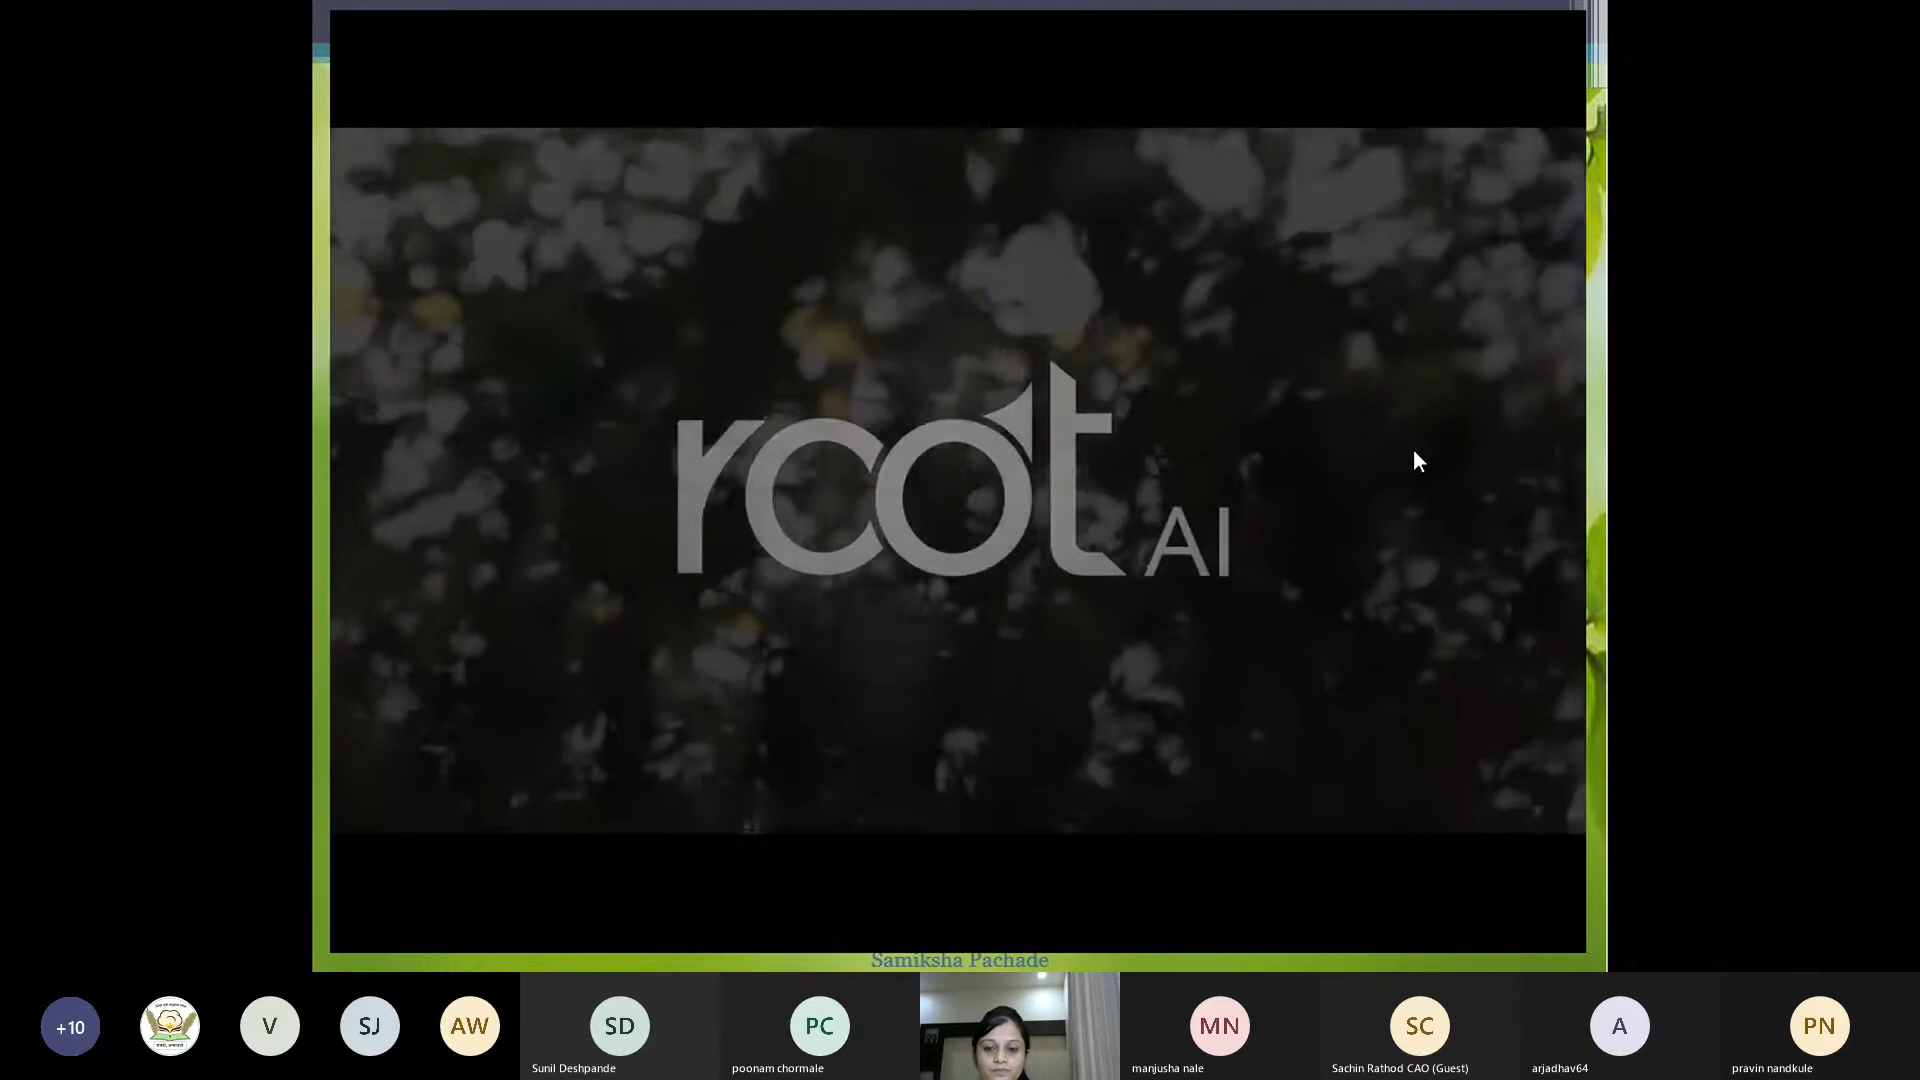 root AI
Samiksha Pachade
+10
V
SJ
AW
SD
PC
MN
SC
A
PN
Sunil Deshpande
poonam chormale
manjusha nale
Sachin Rathod CAO (Guest)
arjadhav64
pravin nandkule